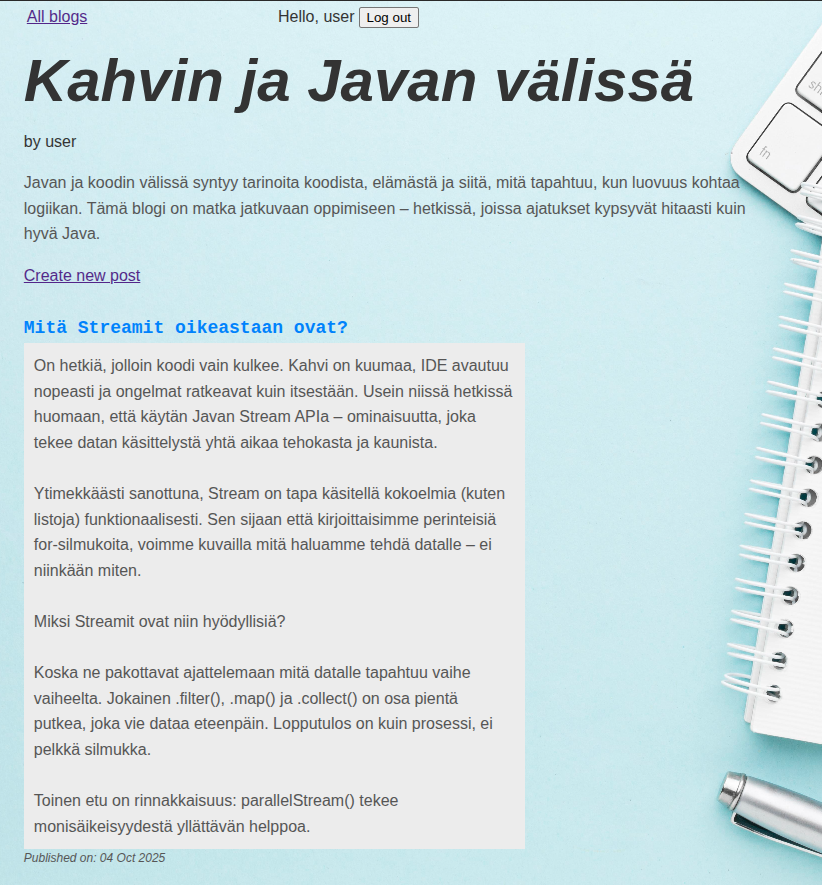 All blogs
Hello, user Log out
Kahvin ja Javan välissä
by user
Javan ja koodin välissä syntyy tarinoita koodista, elämästä ja siitä, mitä tapahtuu, kun luovuus kohtaa
logiikan. Tämä blogi on matka jatkuvaan oppimiseen – hetkissä, joissa ajatukset kypsyvät hitaasti kuin
hyvä Java.
Create new post
Mitä Streamit oikeastaan ovat?
On hetkiä, jolloin koodi vain kulkee. Kahvi on kuumaa, IDE avautuu
nopeasti ja ongelmat ratkeavat kuin itsestään. Usein niissä hetkissä
huomaan, että käytän Javan Stream APIa – ominaisuutta, joka
tekee datan käsittelystä yhtä aikaa tehokasta ja kaunista.
Ytimekkäästi sanottuna, Stream on tapa käsitellä kokoelmia (kuten
listoja) funktionaalisesti. Sen sijaan että kirjoittaisimme perinteisiä
for-silmukoita, voimme kuvailla mitä haluamme tehdä datalle – ei
niinkään miten.
Miksi Streamit ovat niin hyödyllisiä?
Koska ne pakottavat ajattelemaan mitä datalle tapahtuu vaihe
vaiheelta. Jokainen .filter(), .map() ja .collect() on osa pientä
putkea, joka vie dataa eteenpäin. Lopputulos on kuin prosessi, ei
pelkkä silmukka.
Toinen etu on rinnakkaisuus: parallelStream() tekee
monisäikeisyydestä yllättävän helppoa.
Published on: 04 Oct 2025
fn